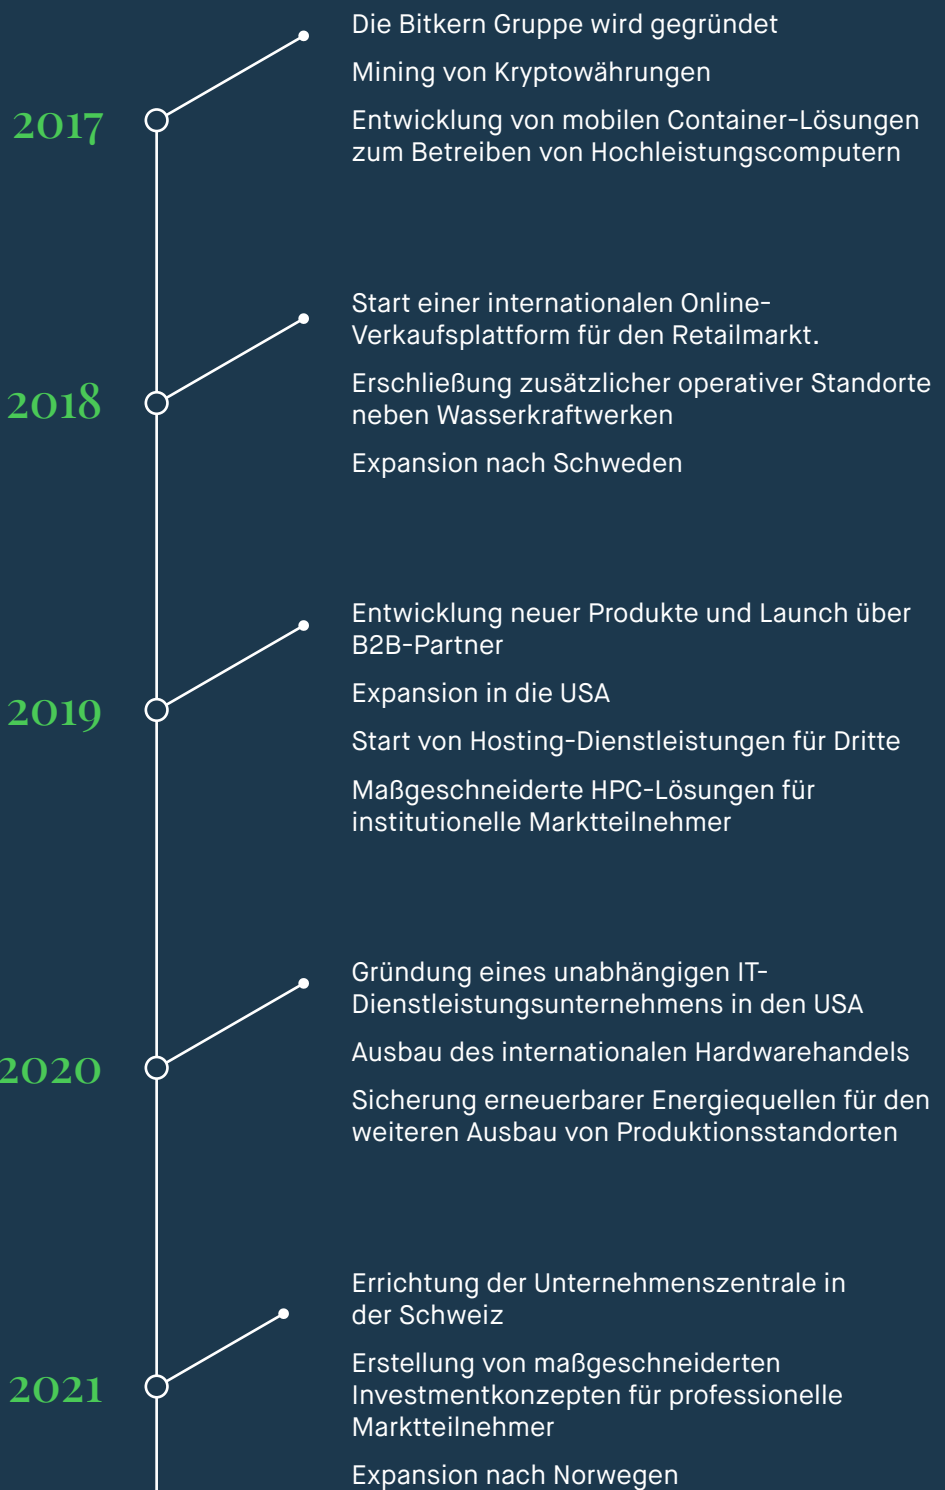 2017
Die Bitkern Gruppe wird gegründet
Mining von Kryptowährungen
Entwicklung von mobilen Container-Lösungen
zum Betreiben von Hochleistungscomputern
2018
Start einer internationalen Online-
Verkaufsplattform für den Retailmarkt.
Erschließung zusätzlicher operativer Standorte
neben Wasserkraftwerken
Expansion nach Schweden
2019
Entwicklung neuer Produkte und Launch über
B2B-Partner
Expansion in die USA
Start von Hosting-Dienstleistungen für Dritte
Maßgeschneiderte HPC-Lösungen für
institutionelle Marktteilnehmer
2020
Gründung eines unabhängigen IT-
Dienstleistungsunternehmens in den USA
Ausbau des internationalen Hardwarehandels
Sicherung erneuerbarer Energiequellen für den
weiteren Ausbau von Produktionsstandorten
2021
Errichtung der Unternehmenszentrale in
der Schweiz
Erstellung von maßgeschneiderten
Investmentkonzepten für professionelle
Marktteilnehmer
Expansion nach Norwegen